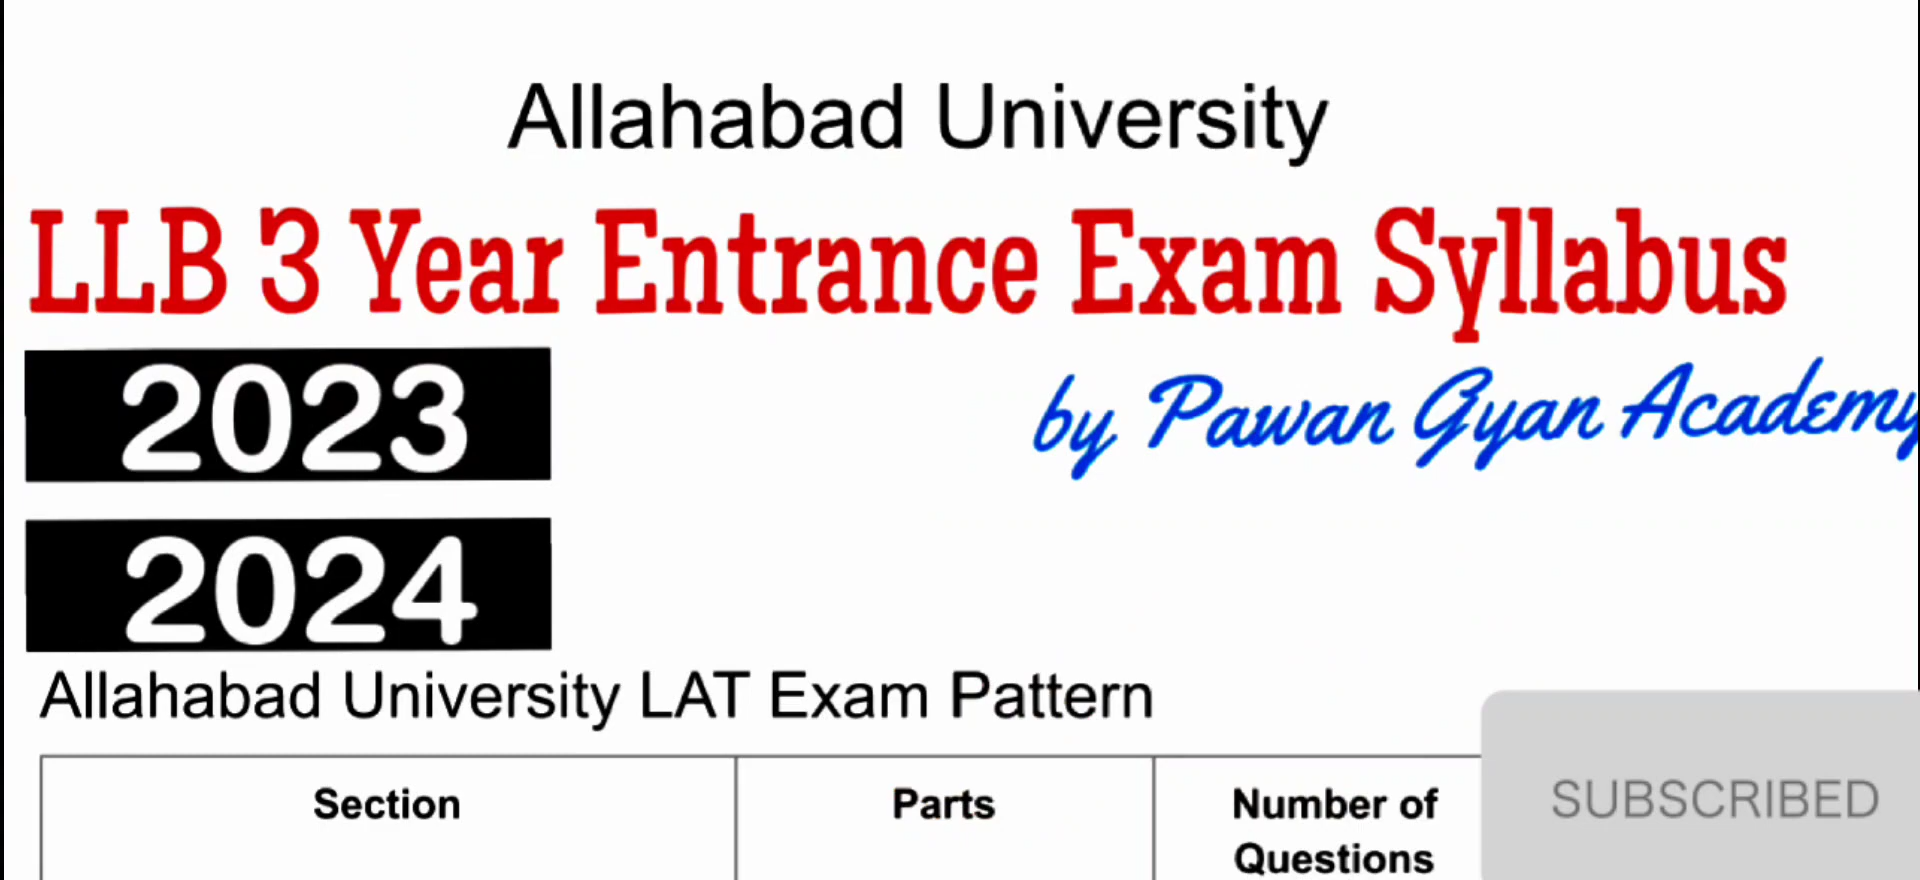 Allahabad University
LLB 3 Year Entrance Exam Syllabus
2023
by Pawan Gyan Academy
2024
Allahabad University LAT Exam Pattern
Section Parts Number of
Questions
SUBSCRIBED